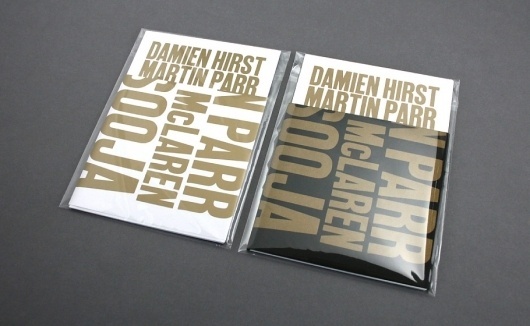 DAMIEN HIRST
MARTIN PARR
N PARR
McLAREN
SOOJA
DAMIEN HIRST
MARTIN PARR
N PARR
McLAREN
SOOJA